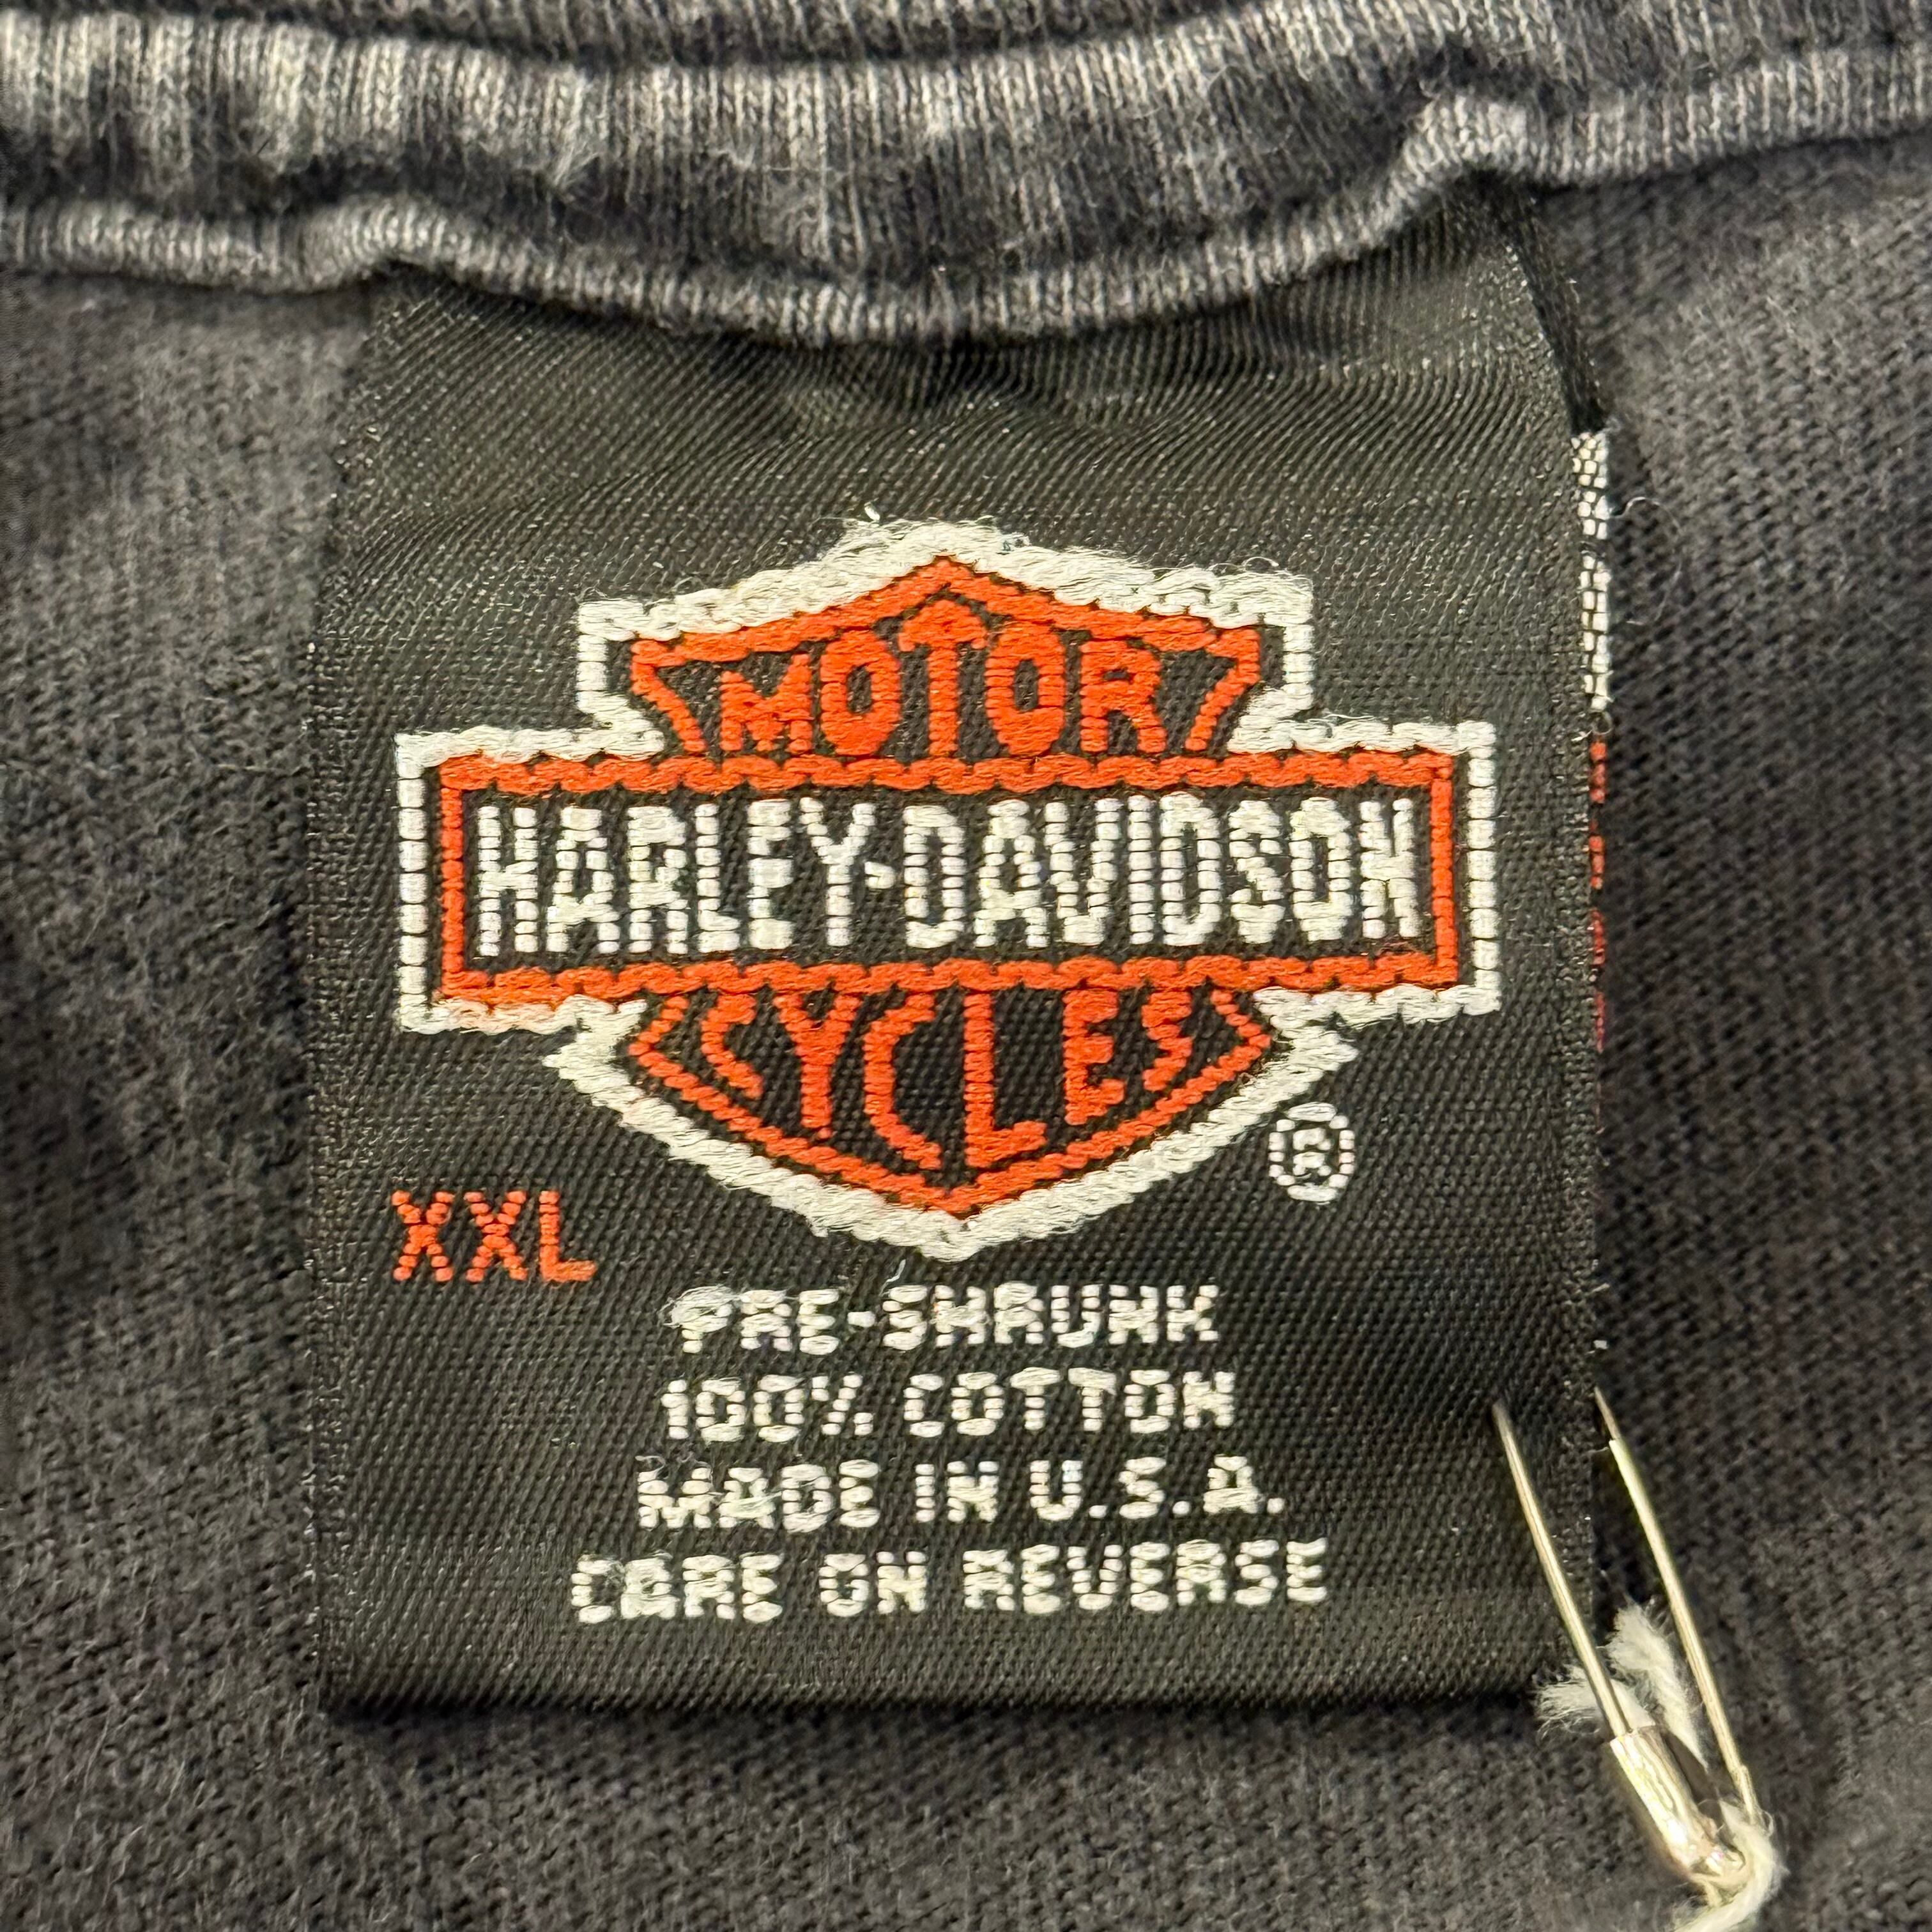 MOTOR
HARLEY-DAVIDSON
CYCLES
®
XXL
PRE-SHRUNK
100% COTTON
MADE IN U.S.A.
CARE ON REVERSE